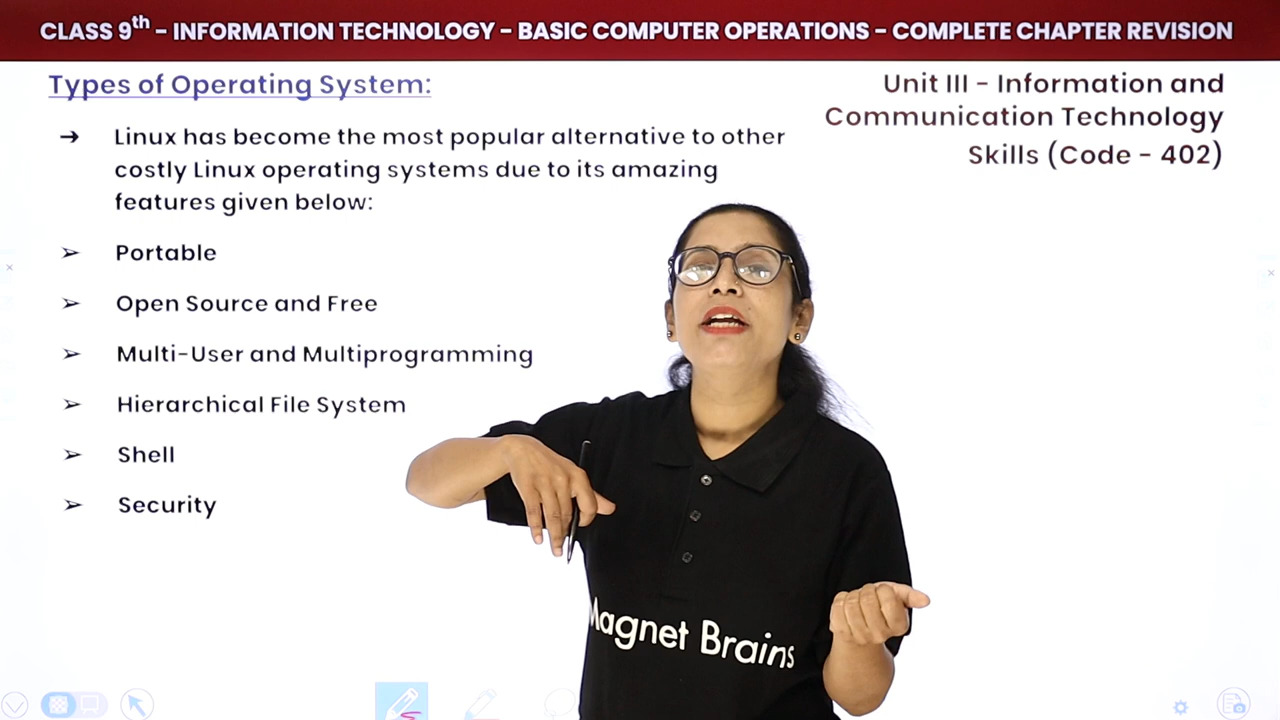 CLASS 9th – INFORMATION TECHNOLOGY – BASIC COMPUTER OPERATIONS – COMPLETE CHAPTER REVISION
Types of Operating System:
Unit III - Information and
Communication Technology
Skills (Code - 402)
➔ Linux has become the most popular alternative to other
costly Linux operating systems due to its amazing
features given below:
➢ Portable
➢ Open Source and Free
➢ Multi-User and Multiprogramming
➢ Hierarchical File System
➢ Shell
➢ Security
Magnet Brains